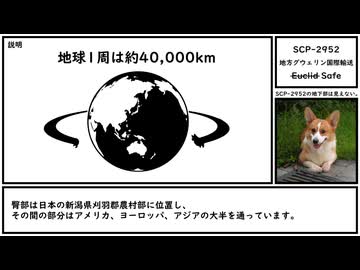 説明
地球1周は約40,000km
SCP-2952
地方グウェリン国際輸送
Euclid Safe
SCP-2952の地下部は見えない。
臀部は日本の新潟県刈羽郡農村部に位置し、
その間の部分はアメリカ、ヨーロッパ、アジアの大半を通っています。